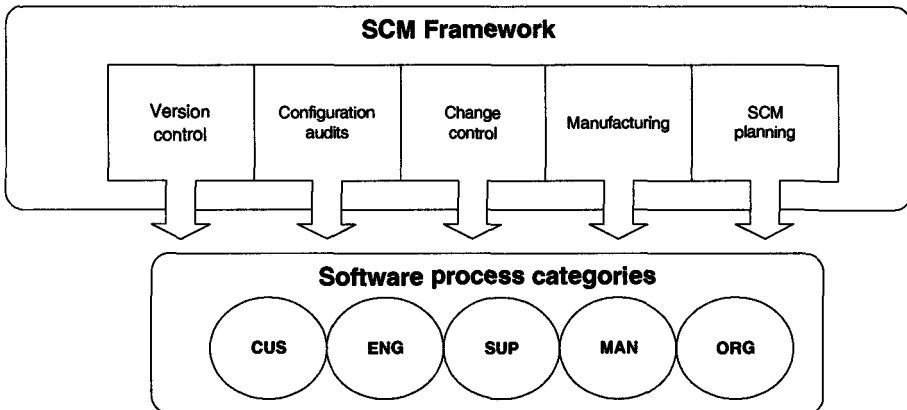 SCM Framework
Version
control
Configuration
audits
Change
control
Manufacturing
SCM
planning
Software process categories
CUS
ENG
SUP
MAN
ORG